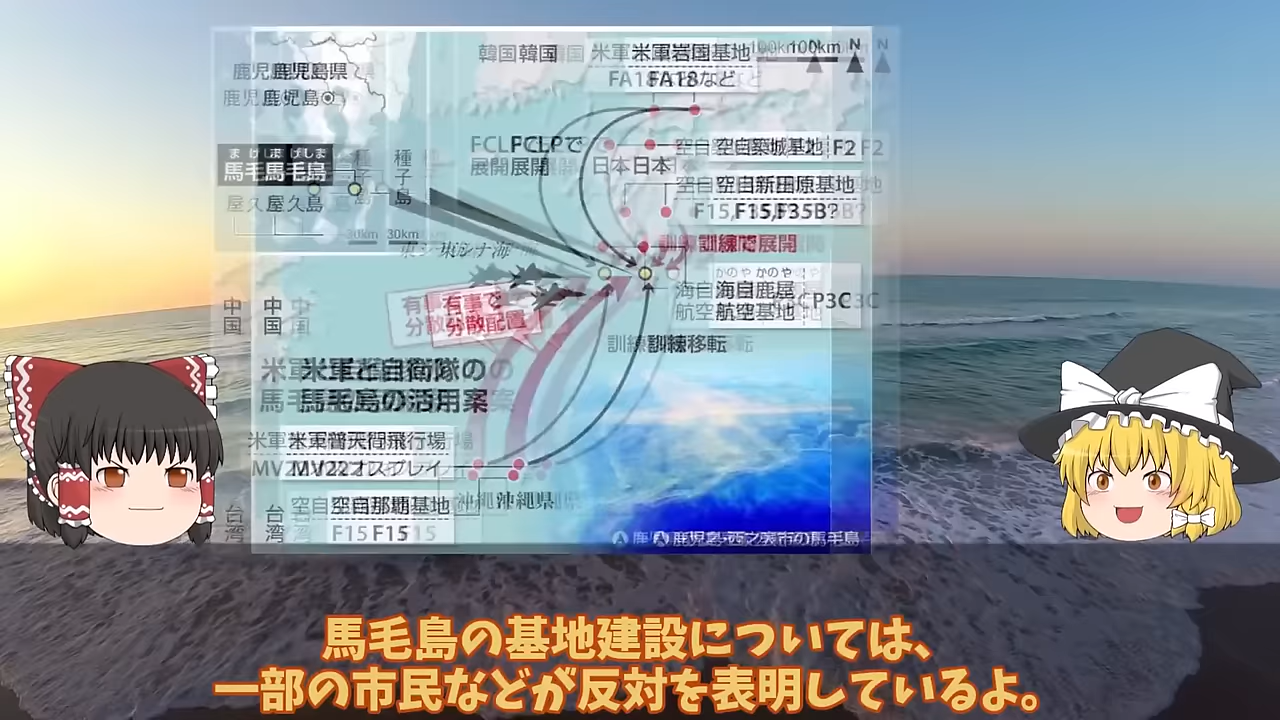 韓国
米軍岩国基地
FA18など
100km
N
鹿児島県
鹿児島
FCLPで
展開
日本
空自築城基地 F2
まげしま
馬毛島
種子島
空自新田原基地
F15,F35B?
屋久島
30km
訓練で展開
東シナ海
かのや
海自鹿屋
航空基地
P3C
中国
有事で
分散配置
訓練移転
米軍と自衛隊の
馬毛島の活用案
米軍普天間飛行場
MV22オスプレイ
空自那覇基地
F15
沖縄県
台湾
鹿児島・西之表市の馬毛島
馬毛島の基地建設については、
一部の市民などが反対を表明しているよ。